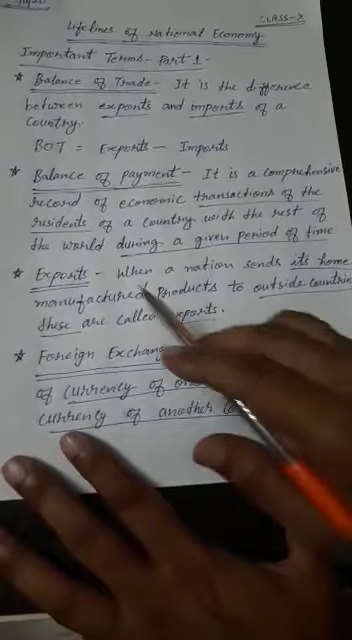 CLASS-X
Lifelines of National Economy
Important Terms - Part 1 -
* Balance of Trade - It is the difference
between exports and imports of a
Country.
BOT = Exports - Imports
* Balance of payment - It is a comprehensive
record of economic transactions of the
residents of a country with the rest of
the world during a given period of time
* Exports - When a nation sends its home
manufactured Products to outside Countrie
these are called exports.
* Foreign
of currency of
currency of another